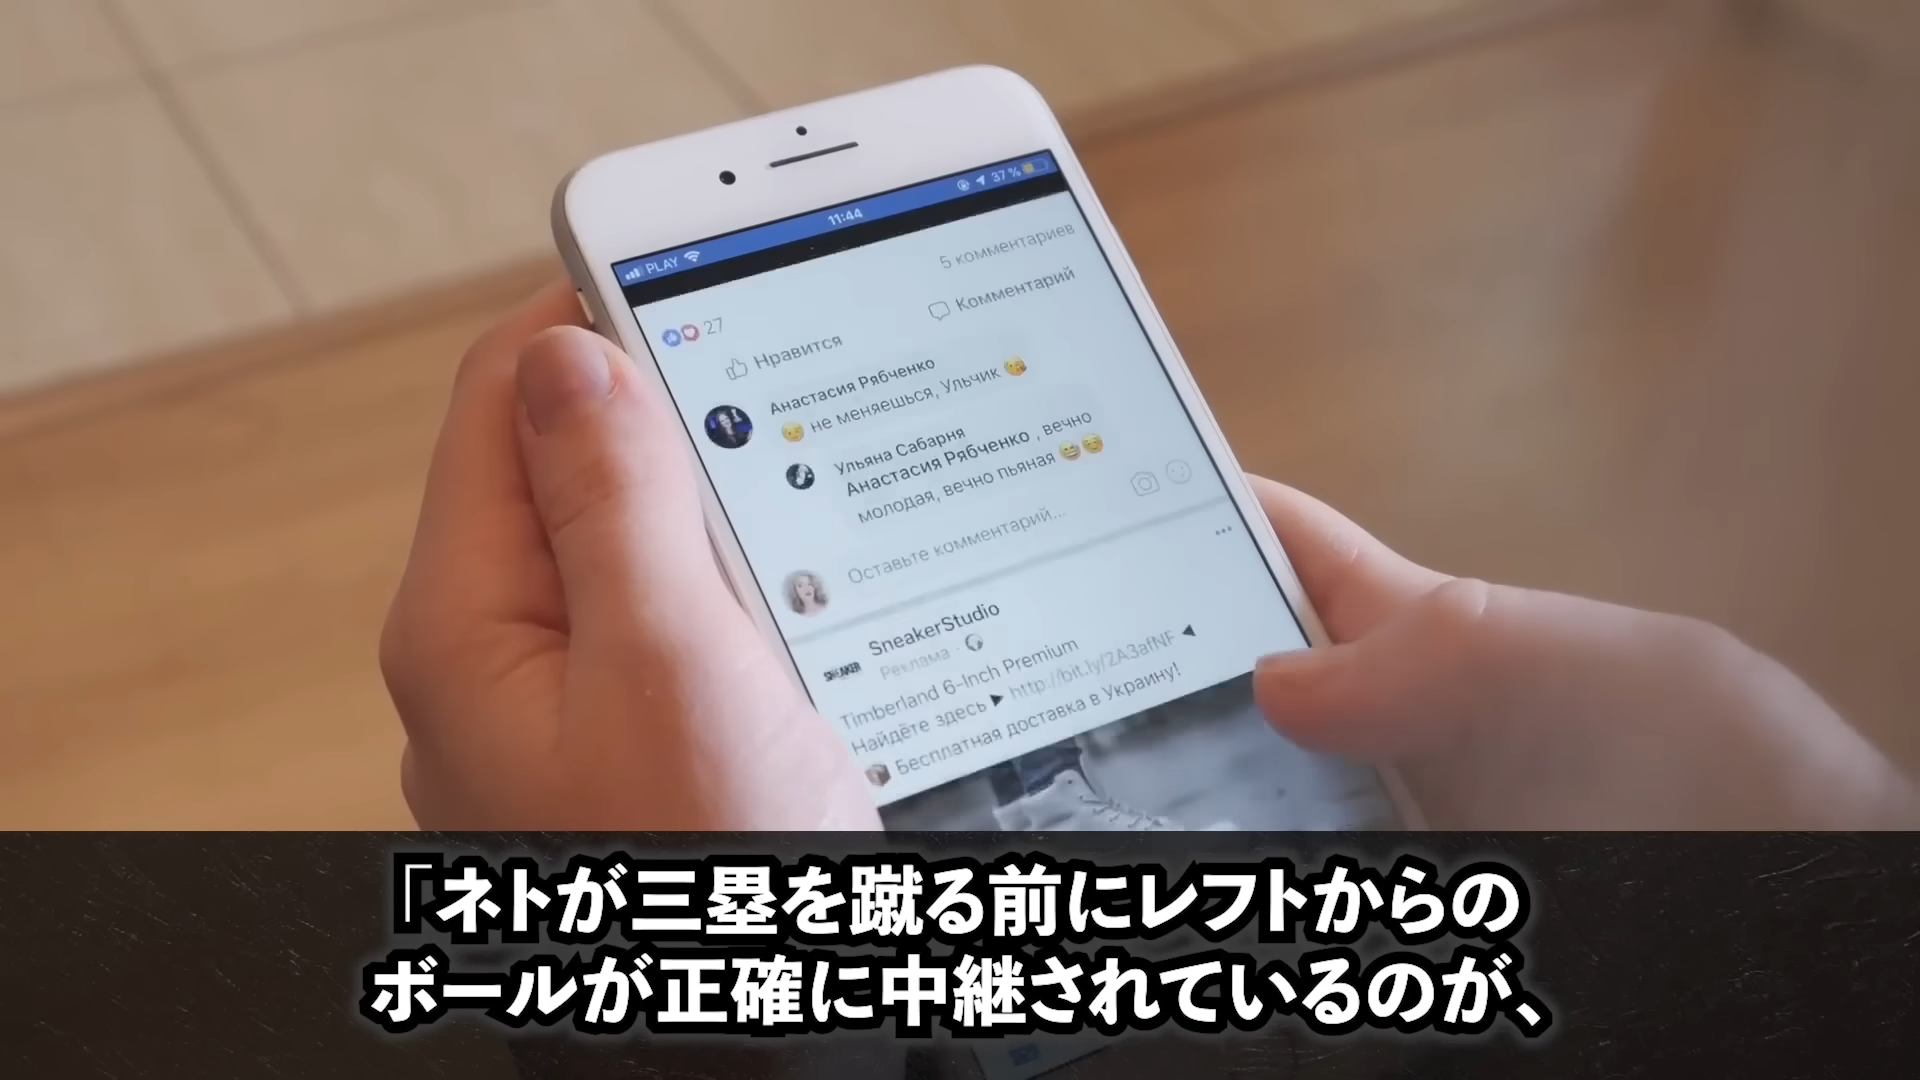 PLAY 11:44 37 %
5 комментариев
27
Нравится
Комментарий
Анастасия Рябченко
не меняешься, Ульчик
Ульяна Сабарня
Анастасия Рябченко , вечно
молодая, вечно пьяная
Оставьте комментарий...
SneakerStudio
Реклама
Timberland 6-Inch Premium
Найдёте здесь ► http://bit.ly/2A3afNF ◄
Бесплатная доставка в Украину!
「ネトが三塁を蹴る前にレフトからの
ボールが正確に中継されているのが、